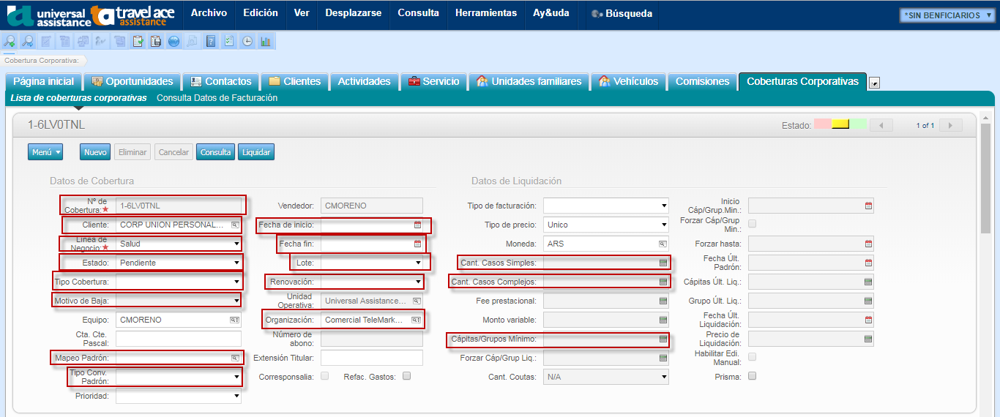 universal assistance travel ace assistance
Archivo Edición Ver Desplazarse Consulta Herramientas Ay&uda Búsqueda *SIN BENFICIARIOS
Cobertura Corporativa:
Página inicial Oportunidades Contactos Clientes Actividades Servicio Unidades familiares Vehículos Comisiones Coberturas Corporativas
Lista de coberturas corporativas Consulta Datos de Facturación
1-6LV0TNL Estado: 1 of 1
Menú Nuevo Eliminar Cancelar Consulta Liquidar
Datos de Cobertura Datos de Liquidación
Nº de Cobertura:★ 1-6LV0TNL Vendedor: CMORENO Tipo de facturación: Inicio Cáp/Grup.Min.:
Cliente: CORP UNION PERSONAL... Fecha de inicio: Tipo de precio: Unico Forzar Cáp/Grup Min.:
Línea de Negocio:★ Salud Fecha fin: Moneda: ARS Forzar hasta:
Estado: Pendiente Lote: Cant. Casos Simples: Fecha Últ. Padrón:
Tipo Cobertura: Renovación: Cant. Casos Complejos: Cápitas Últ. Liq.:
Motivo de Baja: Unidad Operativa: Universal Assistance... Fee prestacional: Grupo Últ. Liq.:
Equipo: CMORENO Organización: Comercial TeleMark... Monto variable: Fecha Últ. Liquidación:
Cta. Cte. Pascal: Número de abono: Cápitas/Grupos Mínimo: Precio de Liquidación:
Mapeo Padrón: Extensión Titular: Forzar Cáp/Grup Liq.: Habilitar Edi. Manual:
Tipo Conv. Padrón: Corresponsalia: Refac. Gastos: Cant. Coutas: N/A Prisma:
Prioridad: